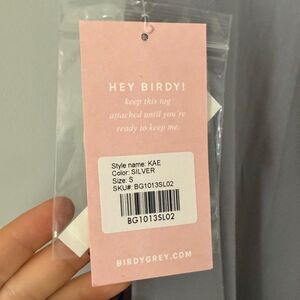 HEY BIRDY!
keep this tag
attached until you're
ready to keep me.
Style name: KAE
Color: SILVER
Size: S
SKU#: BG1013SL02
BG1013SL02
BIRDYGREY.COM